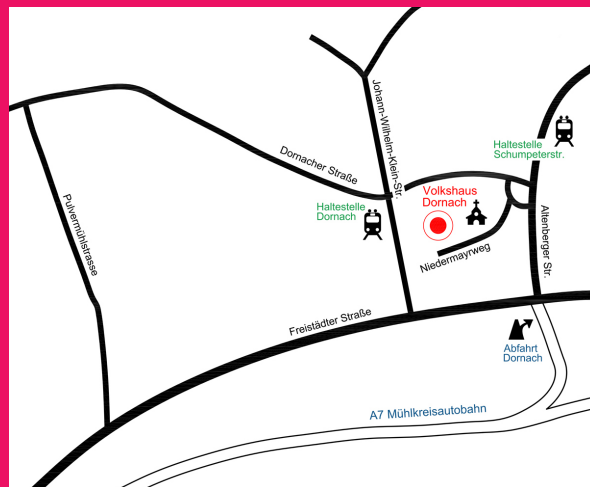 Johann-Wilhelm-Klein-Str.
Haltestelle
Schumpeterstr.
Dornacher Straße
Pulvermühlstrasse
Volkshaus
Dornach
Haltestelle
Dornach
Altenberger Str.
Niedermayrweg
Freistädter Straße
Abfahrt
Dornach
A7 Mühlkreisautobahn